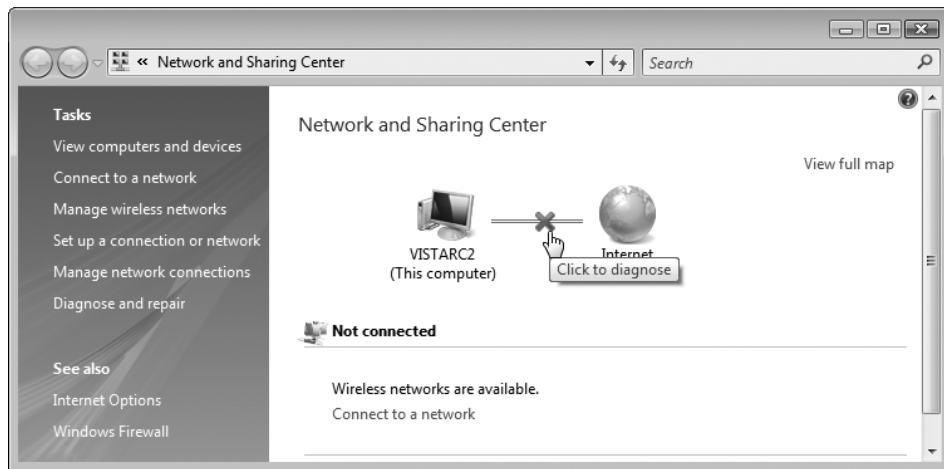 « Network and Sharing Center
Search
Tasks
View computers and devices
Connect to a network
Manage wireless networks
Set up a connection or network
Manage network connections
Diagnose and repair
See also
Internet Options
Windows Firewall
Network and Sharing Center
View full map
VISTARC2
(This computer)
Internet
Click to diagnose
Not connected
Wireless networks are available.
Connect to a network